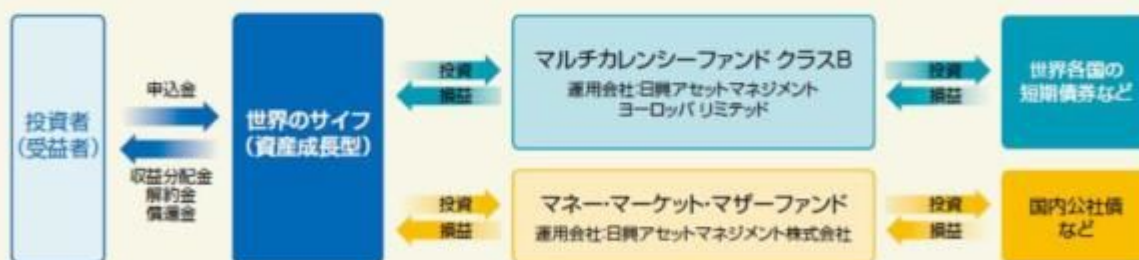 投資者
(受益者)
申込金
収益分配金
解約金
償還金
世界のサイフ
(資産成長型)
投資
損益
マルチカレンシーファンド クラスB
運用会社:日興アセットマネジメント
ヨーロッパ リミテッド
投資
損益
世界各国の
短期債券など
投資
損益
マネー・マーケット・マザーファンド
運用会社:日興アセットマネジメント株式会社
投資
損益
国内公社債
など